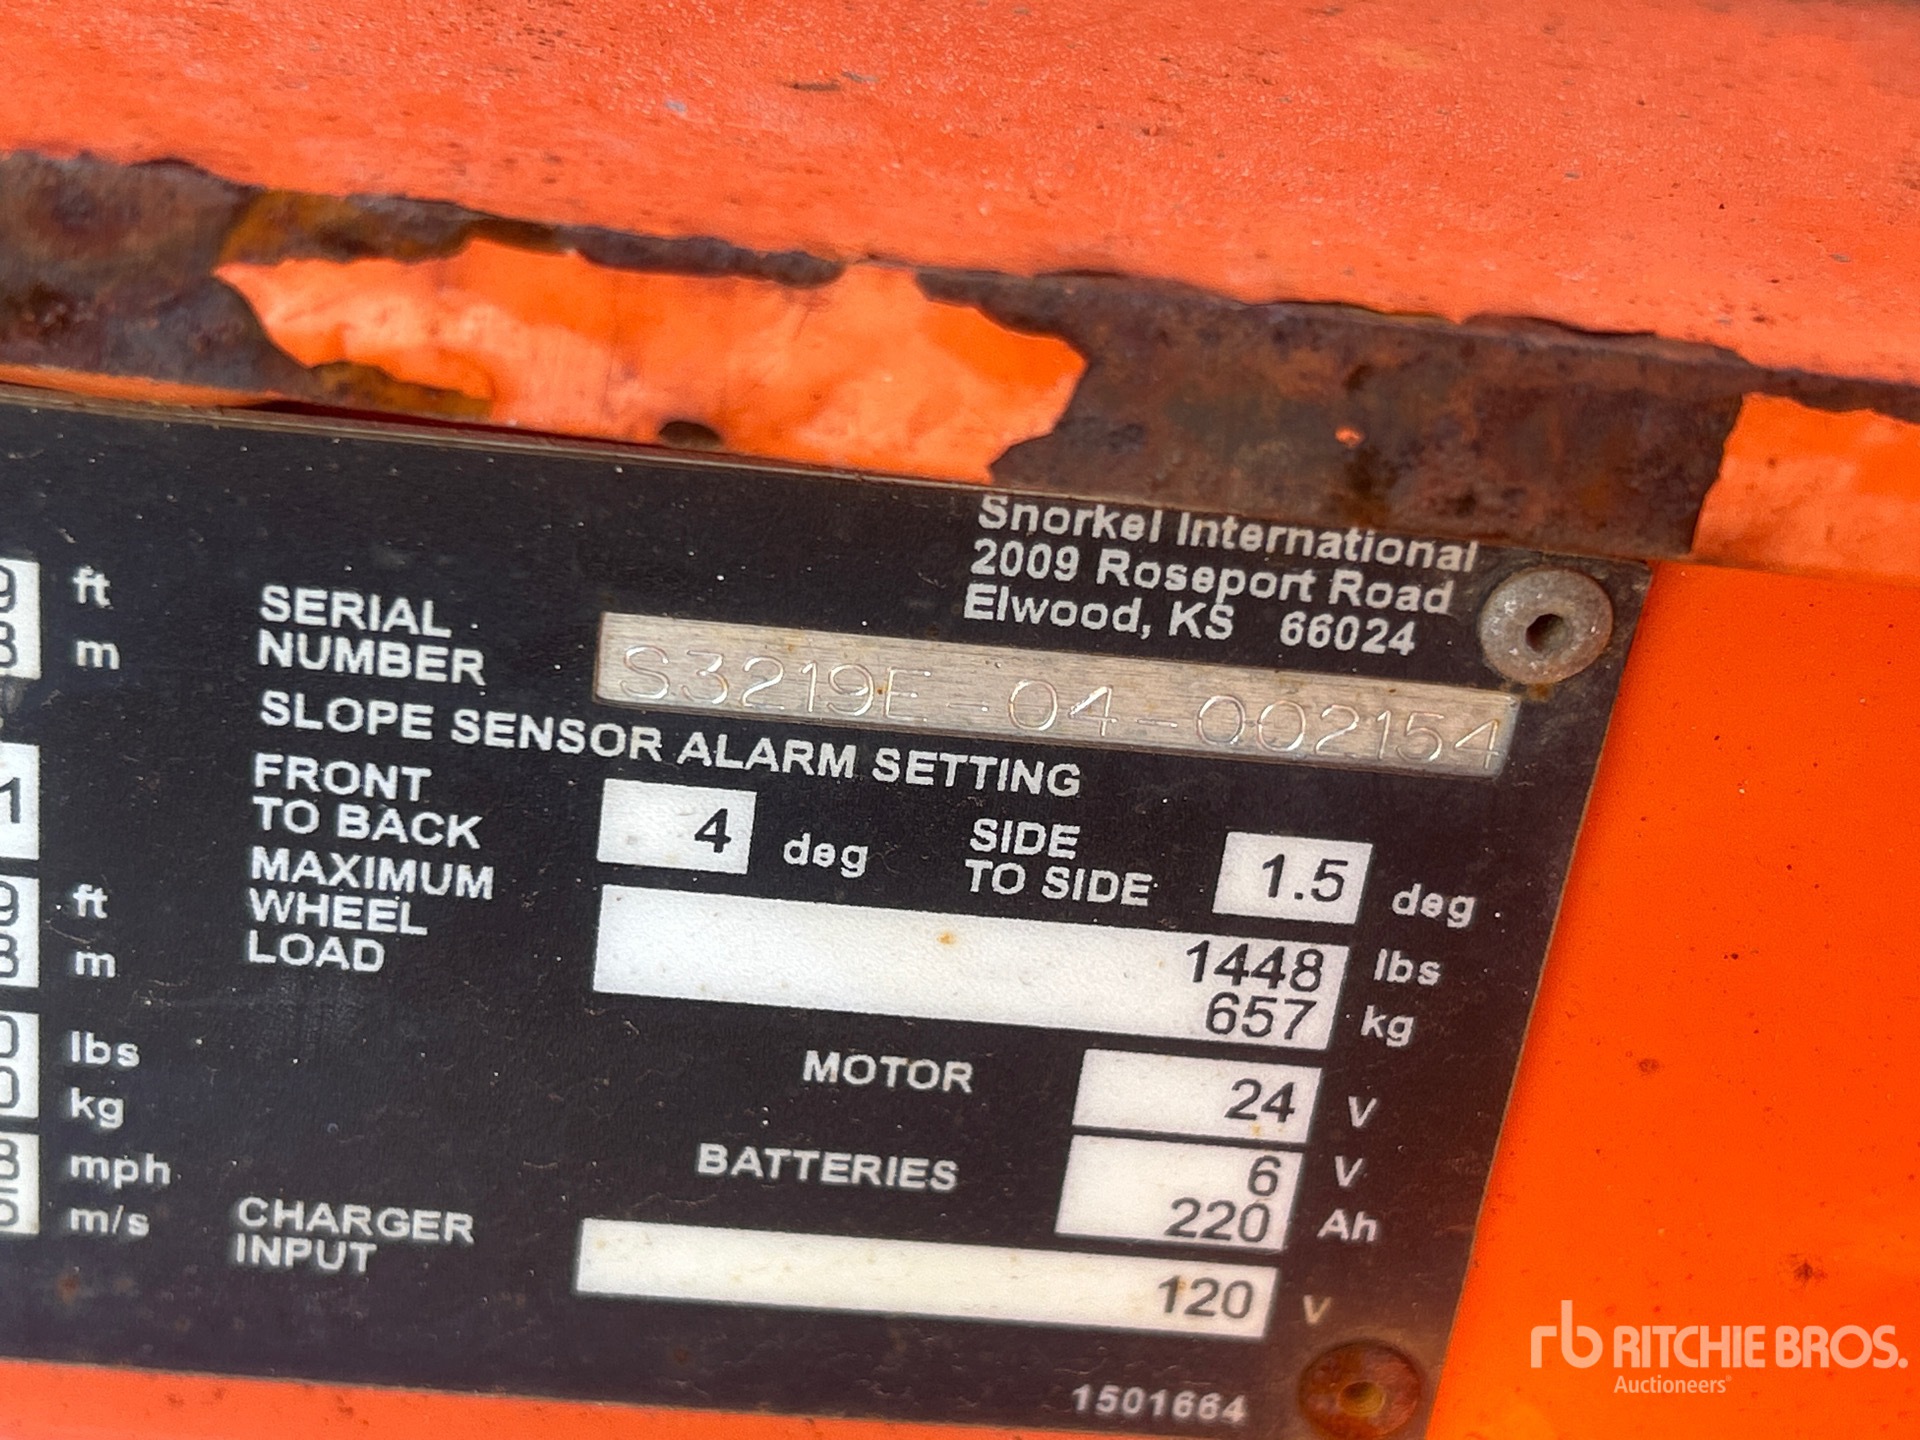 Snorkel International
2009 Roseport Road
Elwood, KS 66024
ft
m
SERIAL
NUMBER
S3219E-04-002154
SLOPE SENSOR ALARM SETTING
1
FRONT
TO BACK
4 deg
SIDE
TO SIDE
1.5 deg
ft
m
MAXIMUM
WHEEL
LOAD
1448 lbs
657 kg
lbs
kg
MOTOR 24 V
mph
m/s
BATTERIES 6 V
220 Ah
CHARGER
INPUT
120 V
1501664
rb RITCHIE BROS.
Auctioneers